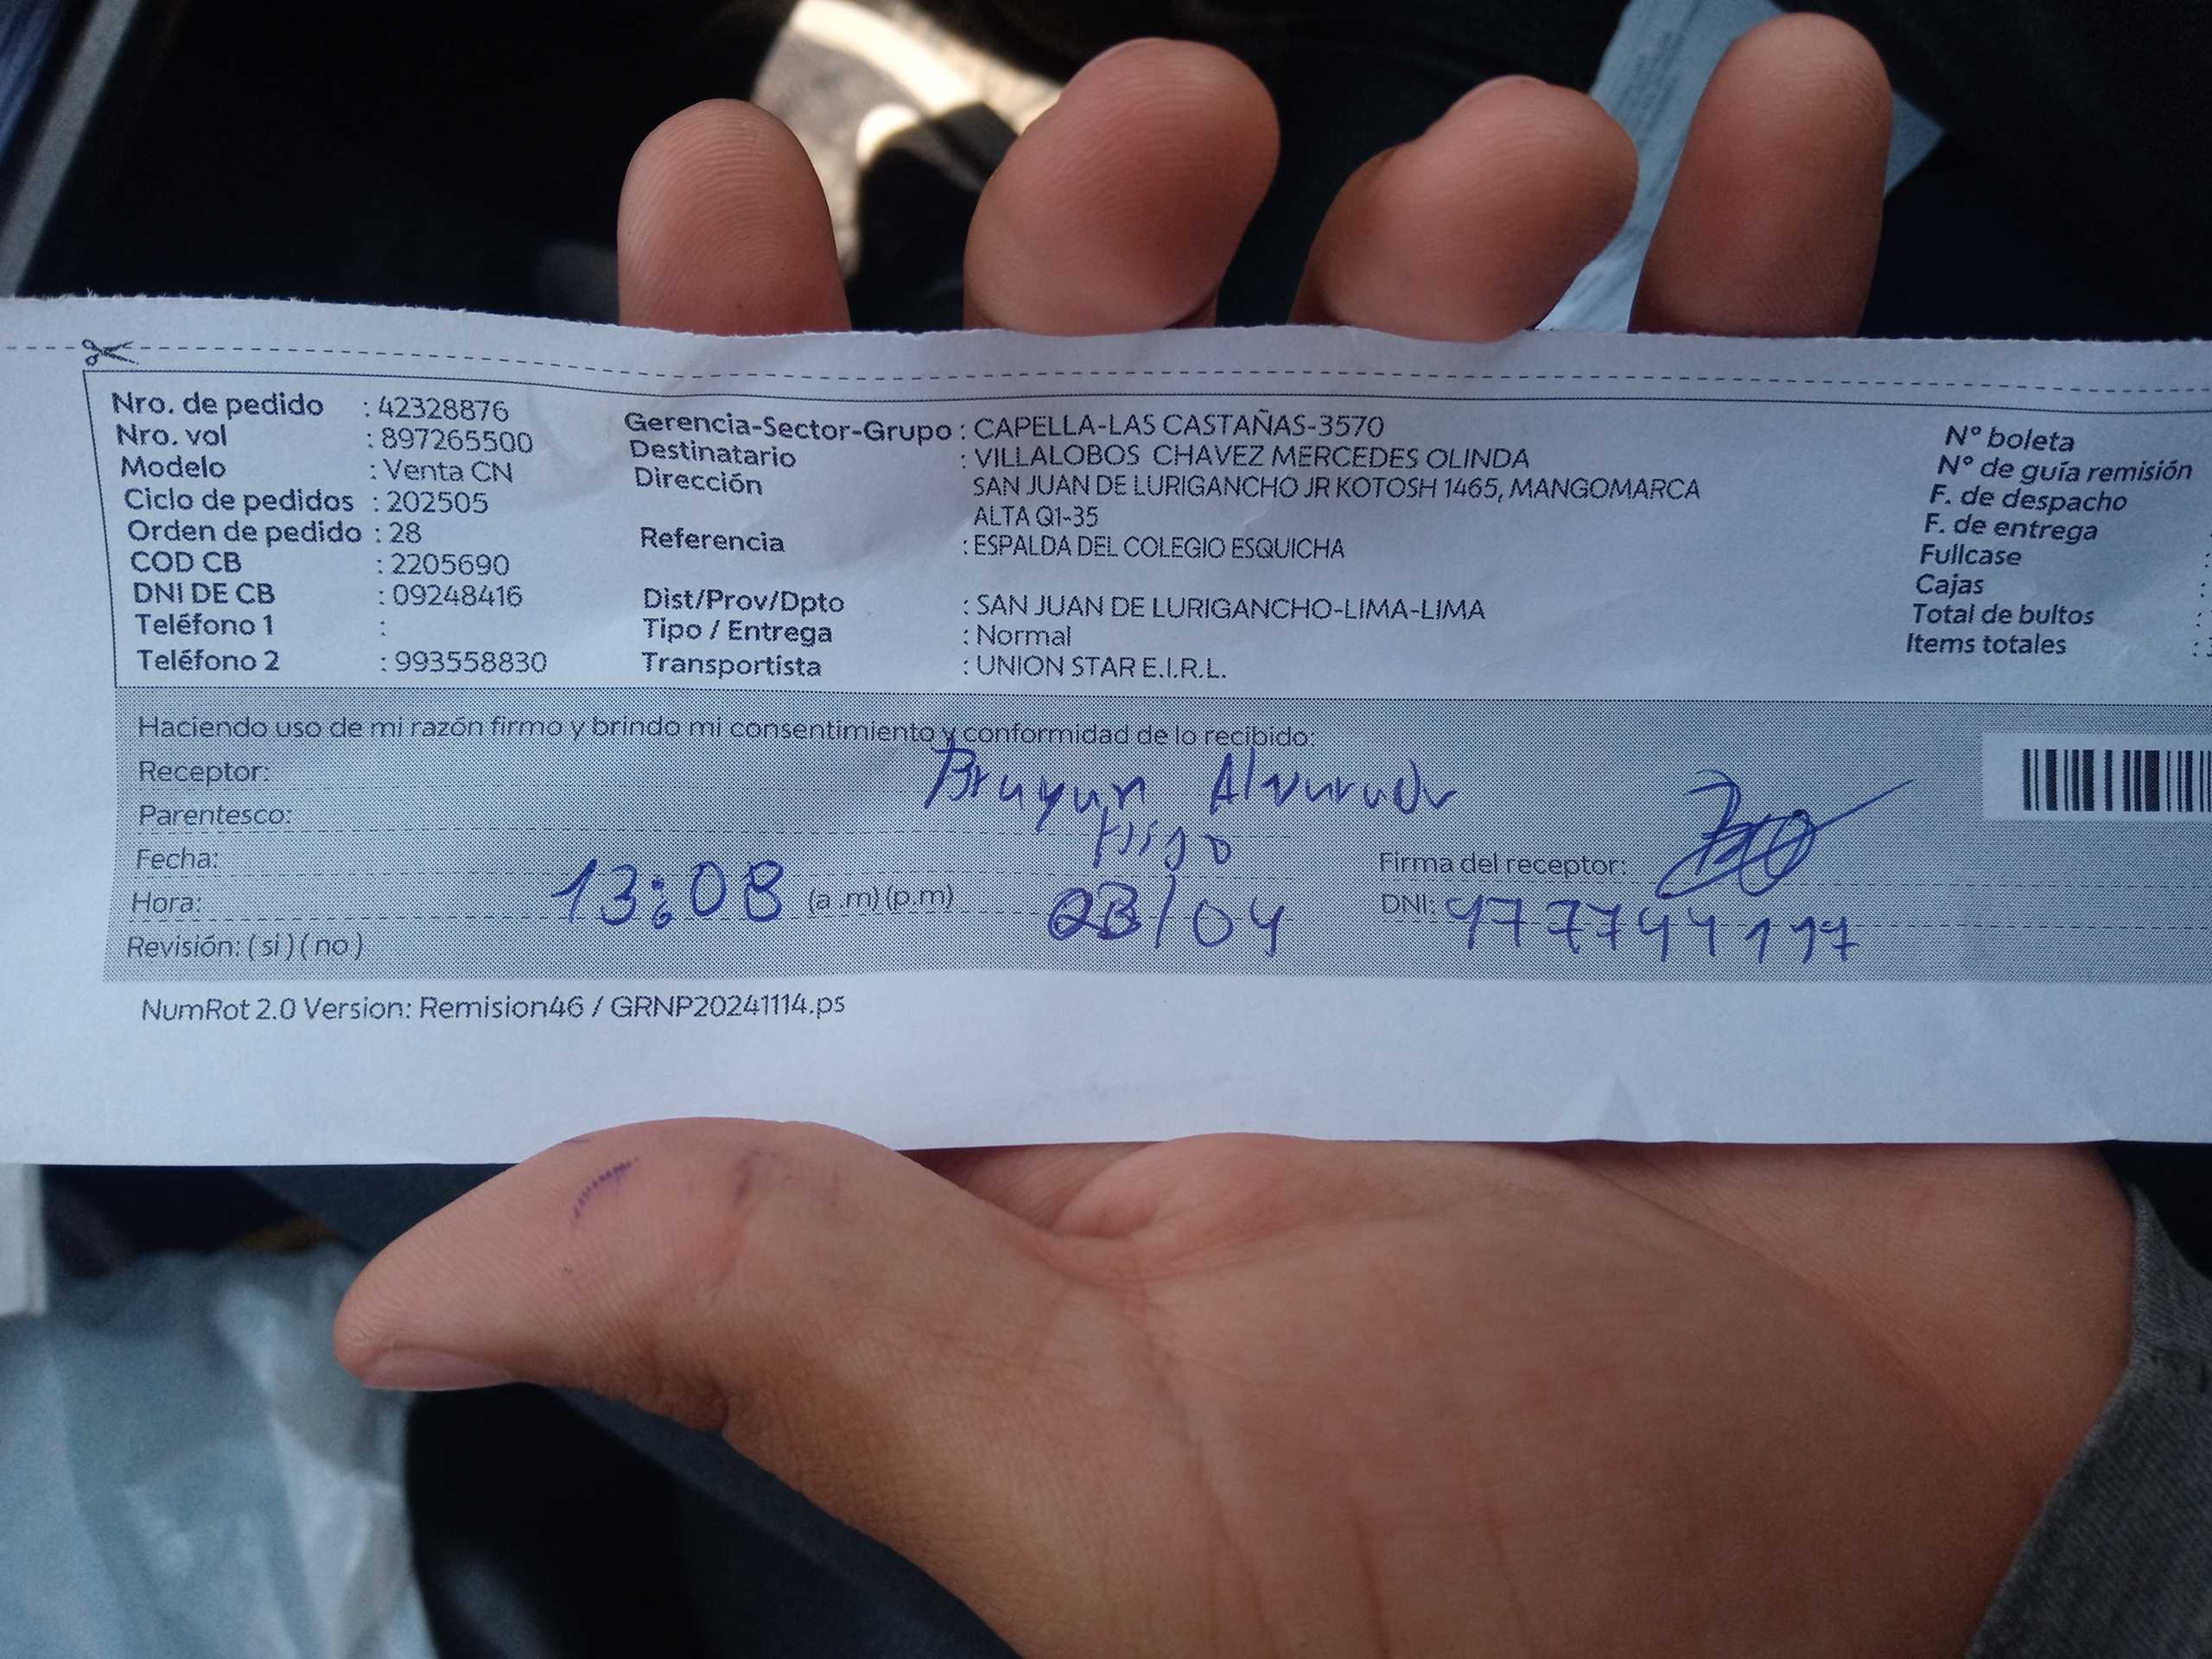 Nro. de pedido : 42328876
Nro. vol : 897265500
Modelo : Venta CN
Ciclo de pedidos : 202505
Orden de pedido : 28
COD CB : 2205690
DNI DE CB : 09248416
Teléfono 1 :
Teléfono 2 : 993558830
Gerencia-Sector-Grupo : CAPELLA-LAS CASTAÑAS-3570
Destinatario : VILLALOBOS CHAVEZ MERCEDES OLINDA
Dirección SAN JUAN DE LURIGANCHO JR KOTOSH 1465, MANGOMARCA
ALTA Q1-35
Referencia : ESPALDA DEL COLEGIO ESQUICHA
Dist/Prov/Dpto : SAN JUAN DE LURIGANCHO-LIMA-LIMA
Tipo / Entrega : Normal
Transportista : UNION STAR E.I.R.L.
N° boleta
N° de guía remisión
F. de despacho
F. de entrega :
Fullcase :
Cajas :
Total de bultos :
Items totales :
Haciendo uso de mi razón firmo y brindo mi consentimiento y conformidad de lo recibido:
Receptor: Brayan Alvarado
Parentesco: Hijo
Fecha: 23/04
Hora: 13:08 (a .m) (p.m)
Revisión: ( si ) ( no )
Firma del receptor:
DNI:
NumRot 2.0 Version: Remision46 / GRNP20241114.ps